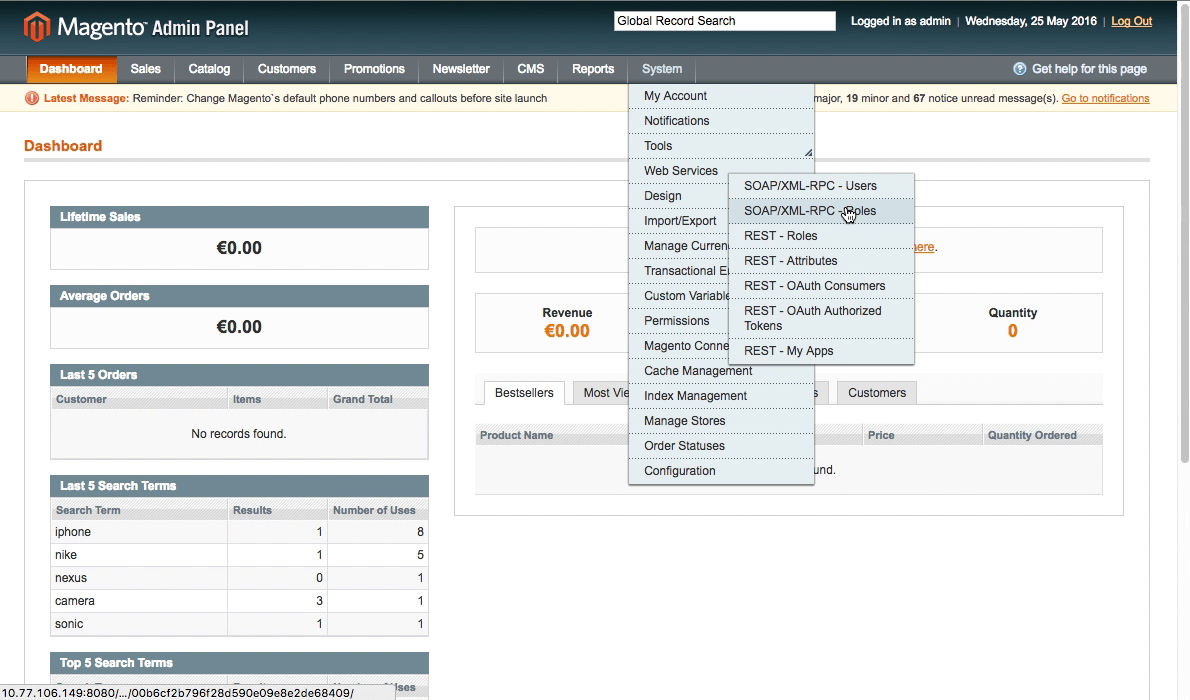 Magento™ Admin Panel
Global Record Search
Logged in as admin | Wednesday, 25 May 2016 | Log Out
Dashboard Sales Catalog Customers Promotions Newsletter CMS Reports System
Get help for this page
Latest Message: Reminder: Change Magento`s default phone numbers and callouts before site launch
major, 19 minor and 67 notice unread message(s). Go to notifications
My Account
Notifications
Tools
Web Services
Design
Import/Export
Manage Curren
Transactional E
Custom Variable
Permissions
Magento Conne
Cache Management
Index Management
Manage Stores
Order Statuses
Configuration
SOAP/XML-RPC - Users
SOAP/XML-RPC - Roles
REST - Roles
REST - Attributes
REST - OAuth Consumers
REST - OAuth Authorized
Tokens
REST - My Apps
Dashboard
Lifetime Sales
€0.00
Average Orders
€0.00
Last 5 Orders
Customer Items Grand Total
No records found.
Last 5 Search Terms
Search Term Results Number of Uses
iphone 1 8
nike 1 5
nexus 0 1
camera 3 1
sonic 1 1
Top 5 Search Terms
here.
Revenue
€0.00
Quantity
0
Bestsellers Most Vie s Customers
Product Name Price Quantity Ordered
und.
10.77.106.149:8080/.../00b6cf2b796f28d590e09e8e2de68409/